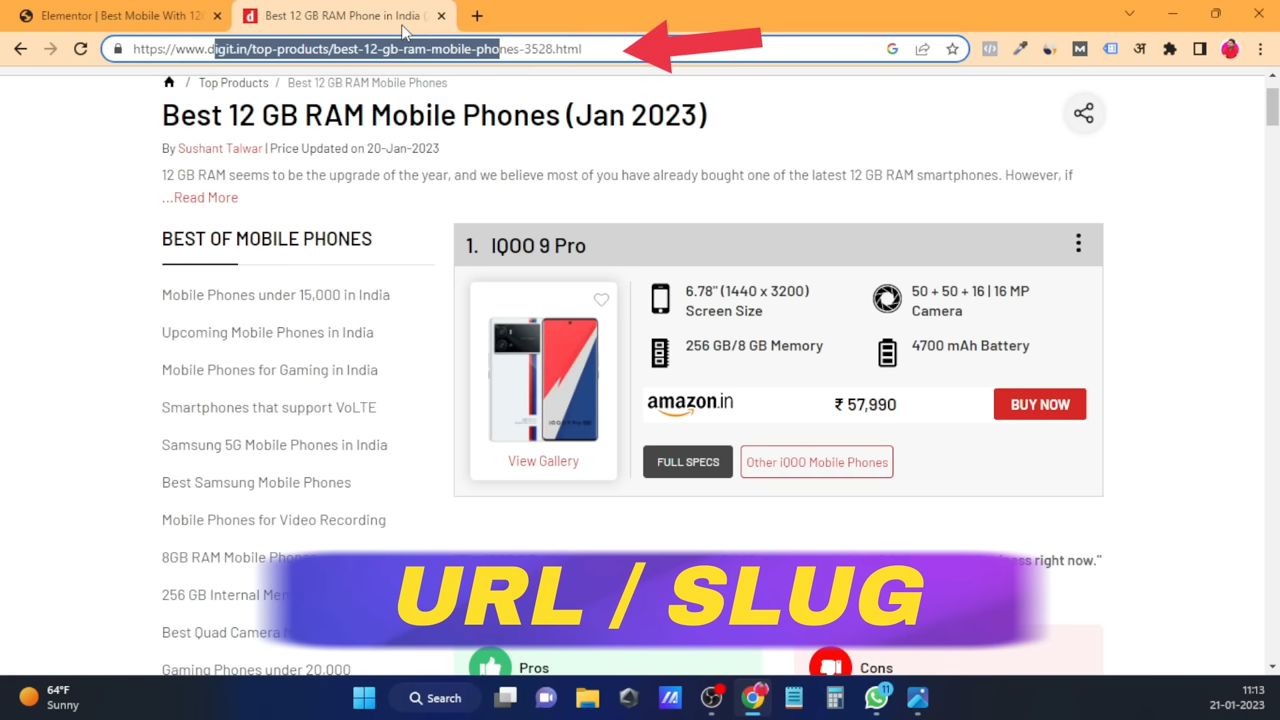 Elementor | Best Mobile With 12G
Best 12 GB RAM Phone in India (
https://www.digit.in/top-products/best-12-gb-ram-mobile-phones-3528.html
Top Products / Best 12 GB RAM Mobile Phones
Best 12 GB RAM Mobile Phones (Jan 2023)
By Sushant Talwar | Price Updated on 20-Jan-2023
12 GB RAM seems to be the upgrade of the year, and we believe most of you have already bought one of the latest 12 GB RAM smartphones. However, if
...Read More
BEST OF MOBILE PHONES
Mobile Phones under 15,000 in India
Upcoming Mobile Phones in India
Mobile Phones for Gaming in India
Smartphones that support VoLTE
Samsung 5G Mobile Phones in India
Best Samsung Mobile Phones
Mobile Phones for Video Recording
8GB RAM Mobile
256 GB Internal
Best Quad Camera
Gaming Phones under 20,000
1. IQOO 9 Pro
6.78" (1440 x 3200)
Screen Size
50 + 50 + 16 | 16 MP
Camera
256 GB/8 GB Memory
4700 mAh Battery
View Gallery
amazon.in
₹ 57,990
BUY NOW
FULL SPECS
Other iQOO Mobile Phones
right now."
URL / SLUG
Pros
Cons
64°F
Sunny
Search
11:13
21-01-2023